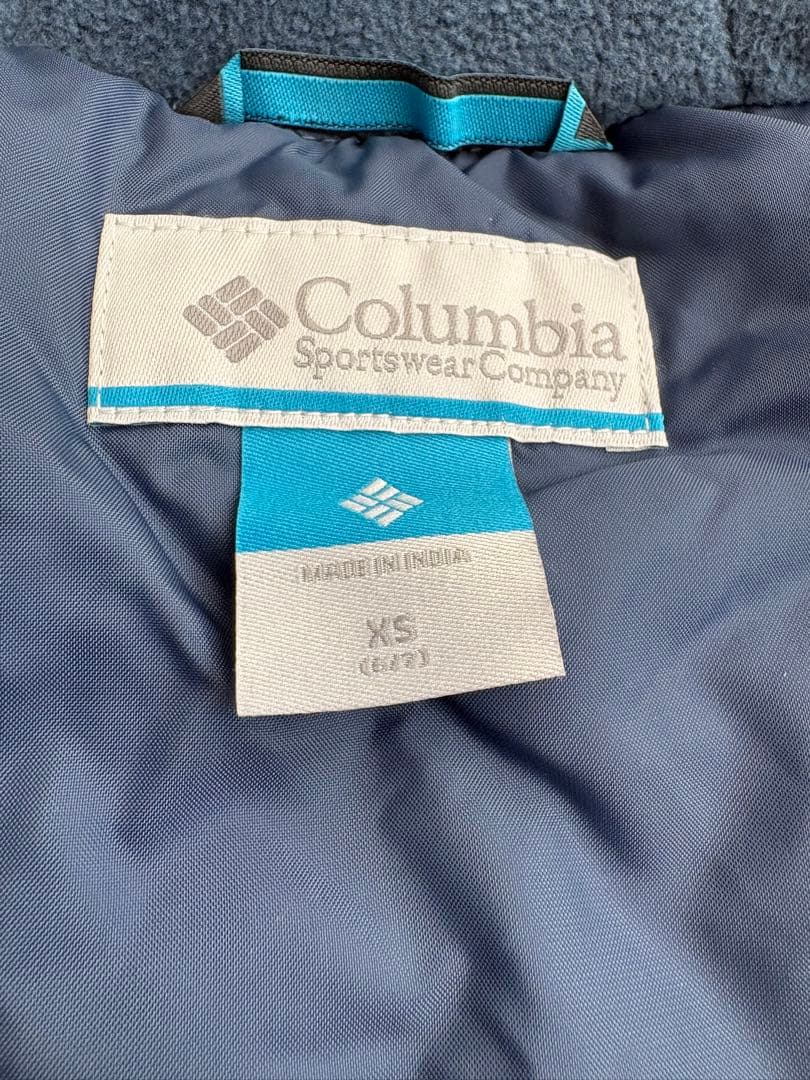 Columbia
Sportswear Company
MADE IN INDIA
XS
(6/7)